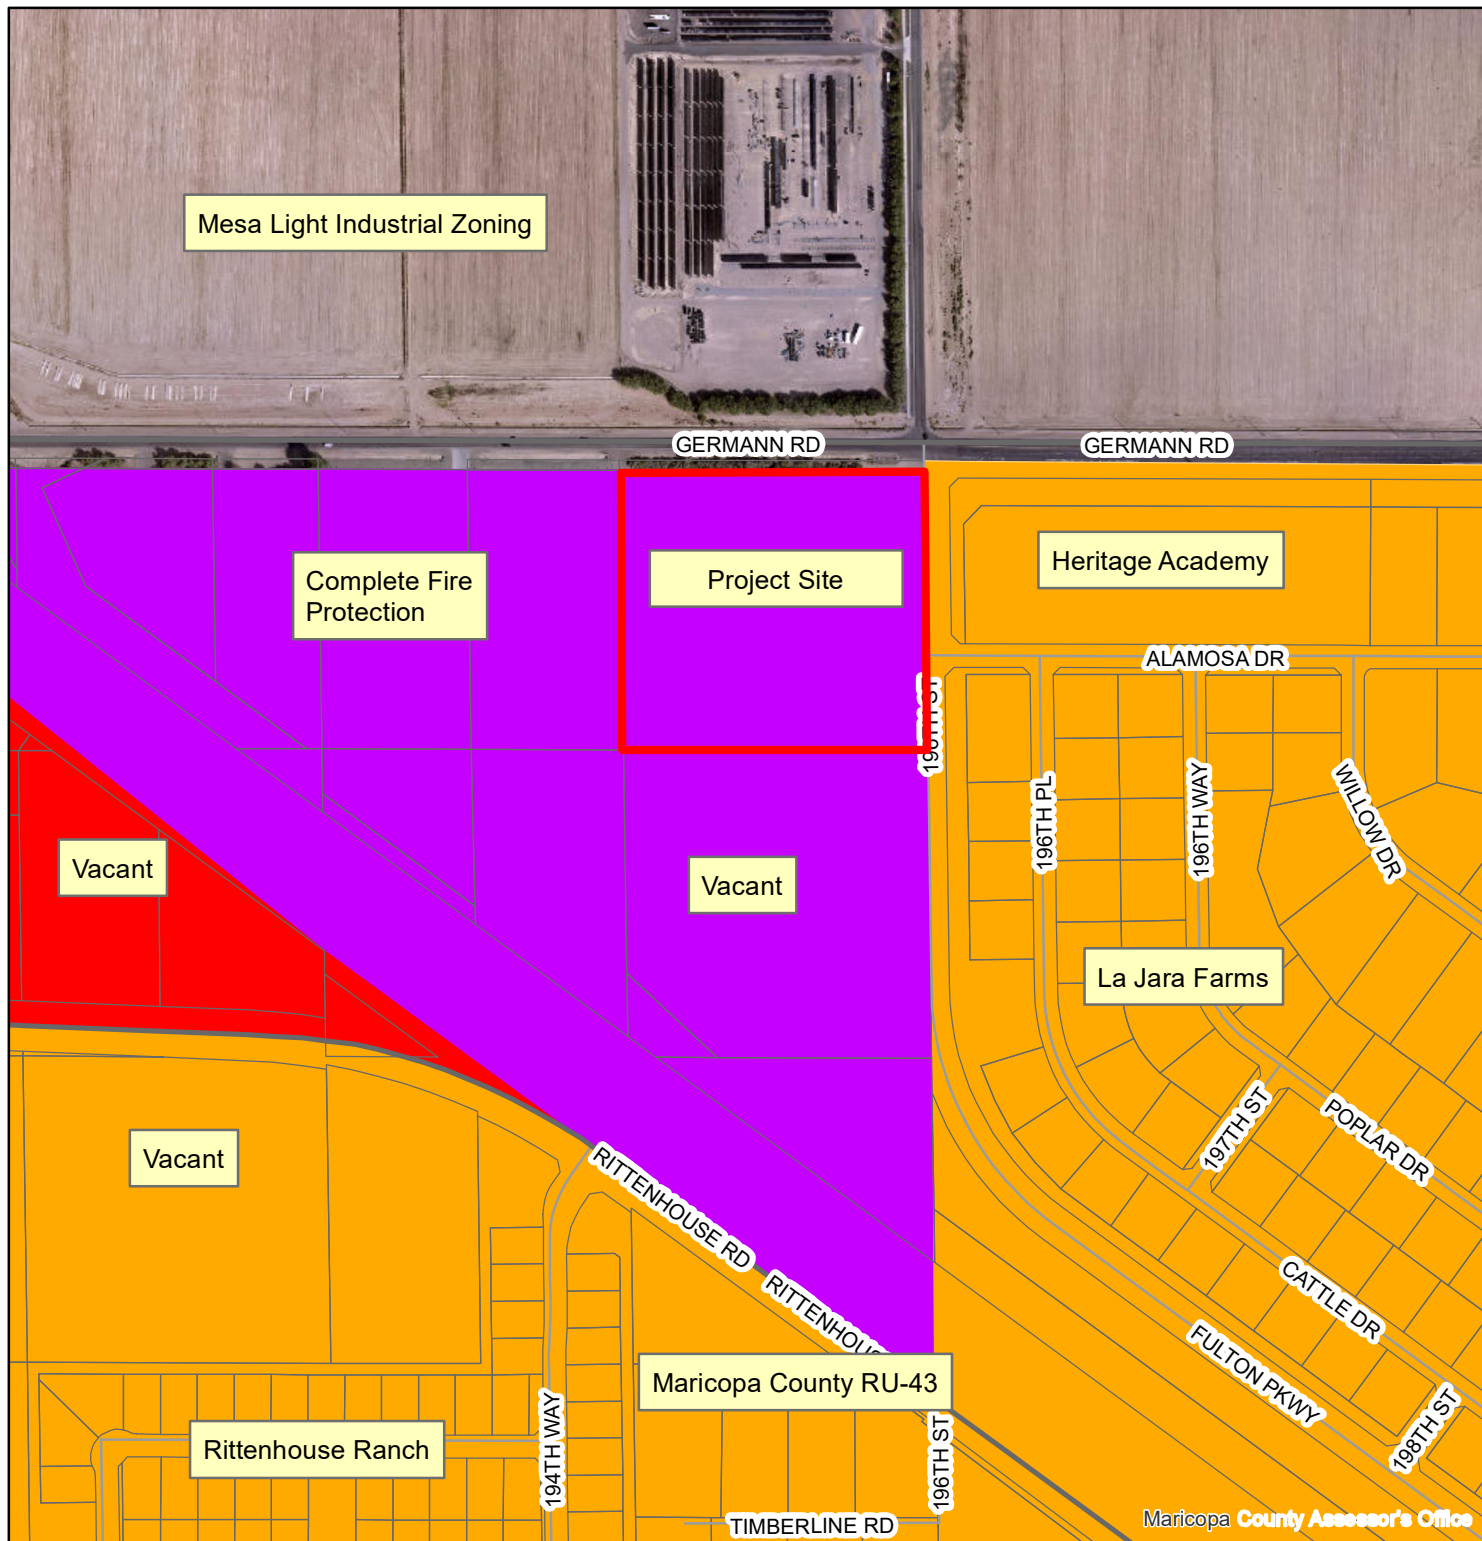 Mesa Light Industrial Zoning
GERMANN RD
GERMANN RD
Complete Fire
Protection
Project Site
Heritage Academy
ALAMOSA DR
196TH ST
196TH PL
196TH WAY
WILLOW DR
Vacant
Vacant
La Jara Farms
197TH ST
POPLAR DR
Vacant
RITTENHOUSE RD
RITTENHOUS
CATTLE DR
FULTON PKWY
Maricopa County RU-43
198TH ST
194TH WAY
196TH ST
Rittenhouse Ranch
TIMBERLINE RD
Maricopa County Assessor's Office